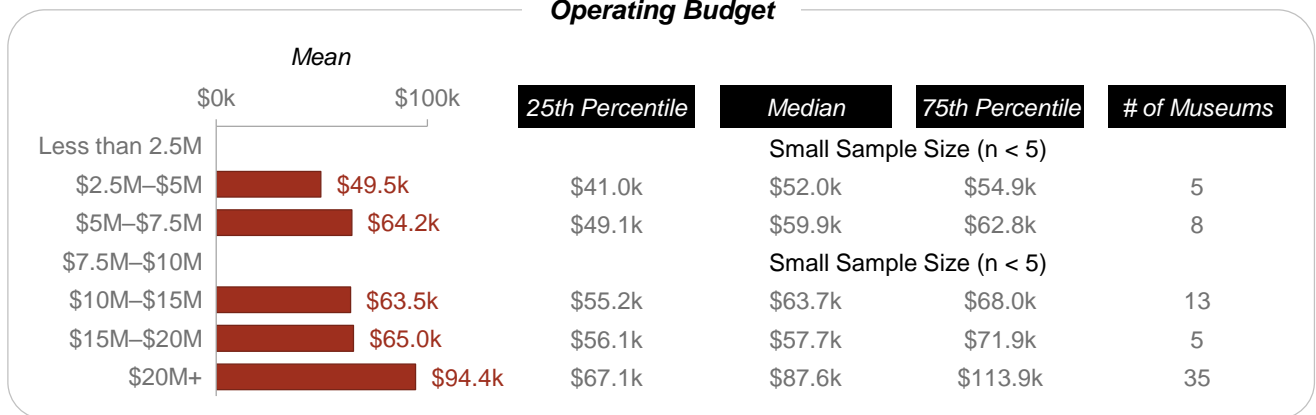 Operating Budget
Mean
$0k $100k 25th Percentile Median 75th Percentile # of Museums
Less than 2.5M Small Sample Size (n < 5)
$2.5M–$5M $49.5k $41.0k $52.0k $54.9k 5
$5M–$7.5M $64.2k $49.1k $59.9k $62.8k 8
$7.5M–$10M Small Sample Size (n < 5)
$10M–$15M $63.5k $55.2k $63.7k $68.0k 13
$15M–$20M $65.0k $56.1k $57.7k $71.9k 5
$20M+ $94.4k $67.1k $87.6k $113.9k 35